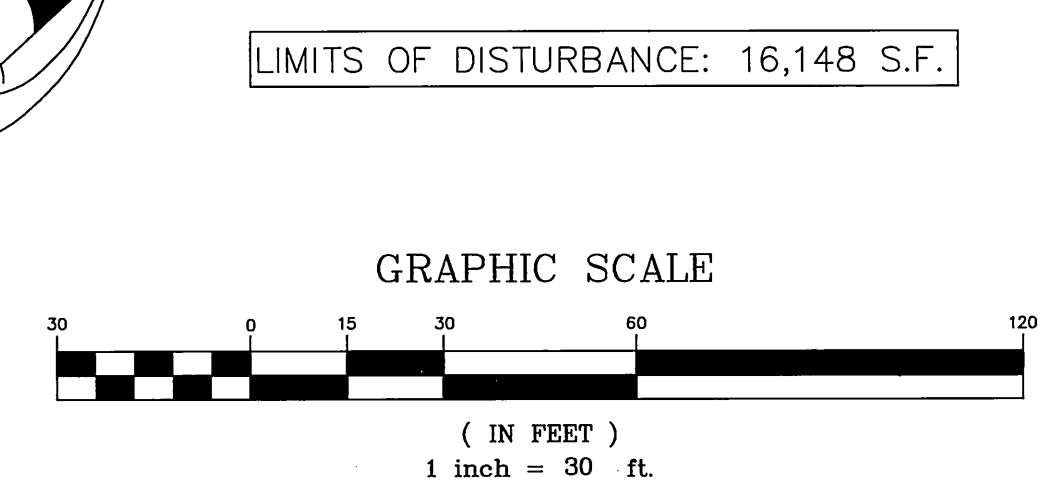 LIMITS OF DISTURBANCE: 16,148 S.F.
GRAPHIC SCALE
30 0 15 30 60 120
( IN FEET )
1 inch = 30 ft.